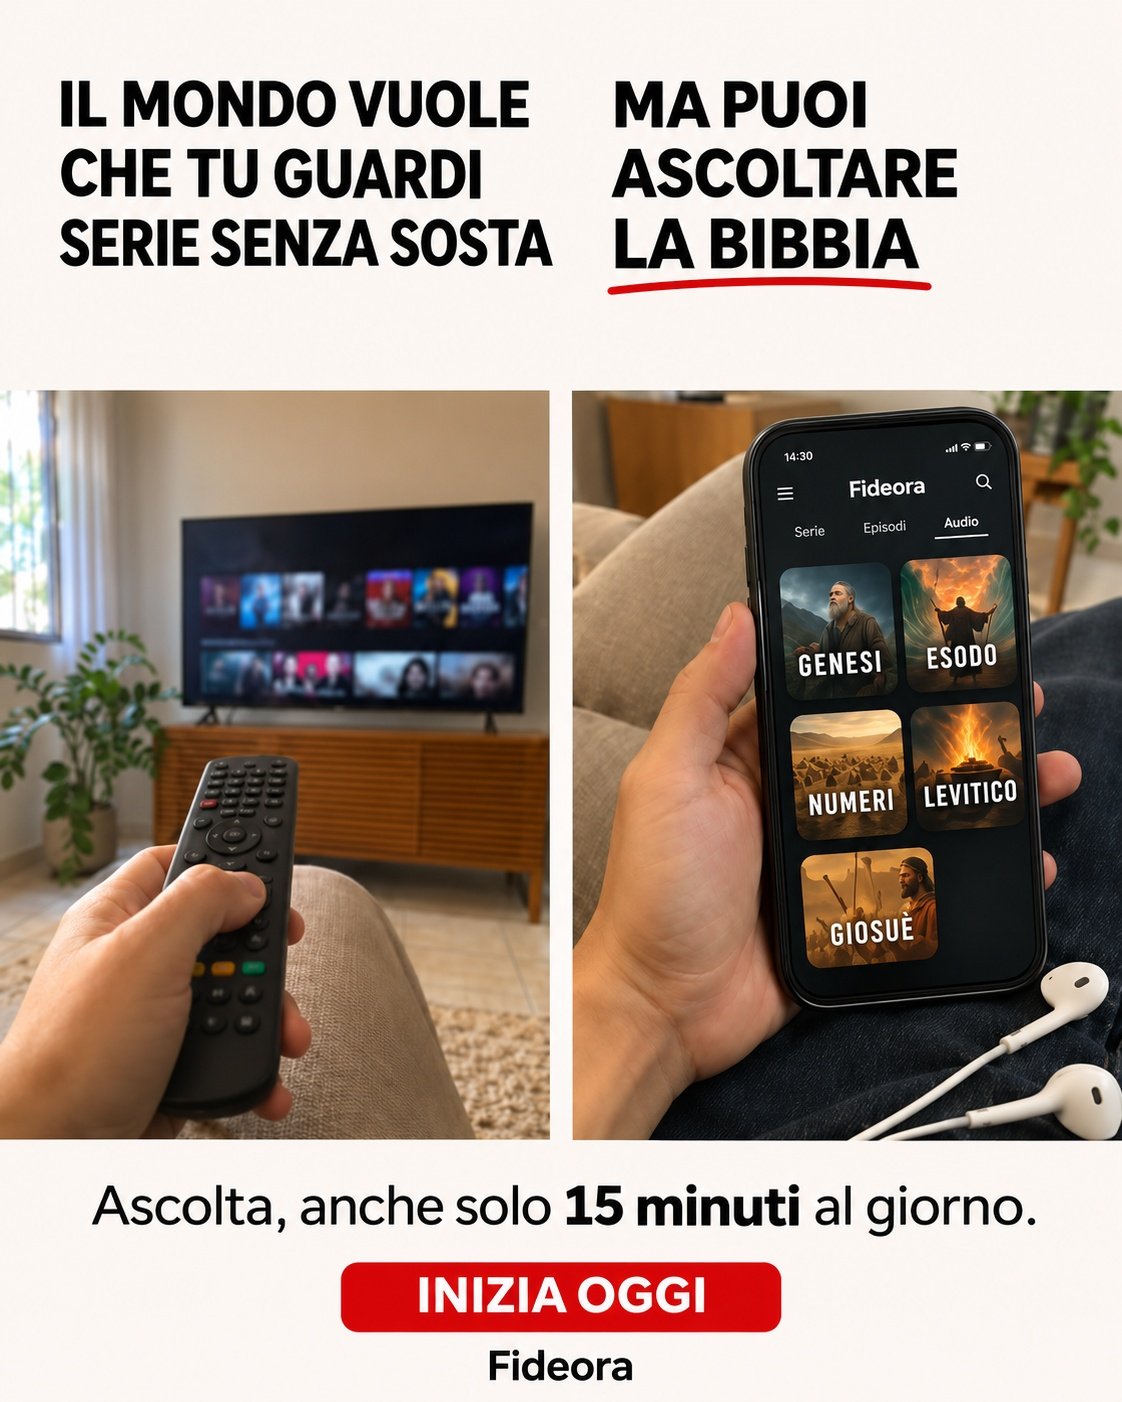 IL MONDO VUOLE
CHE TU GUARDI
SERIE SENZA SOSTA
MA PUOI
ASCOLTARE
LA BIBBIA
14:30
Fideora
Serie Episodi Audio
GENESI
ESODO
NUMERI
LEVITICO
GIOSUÈ
Ascolta, anche solo 15 minuti al giorno.
INIZIA OGGI
Fideora